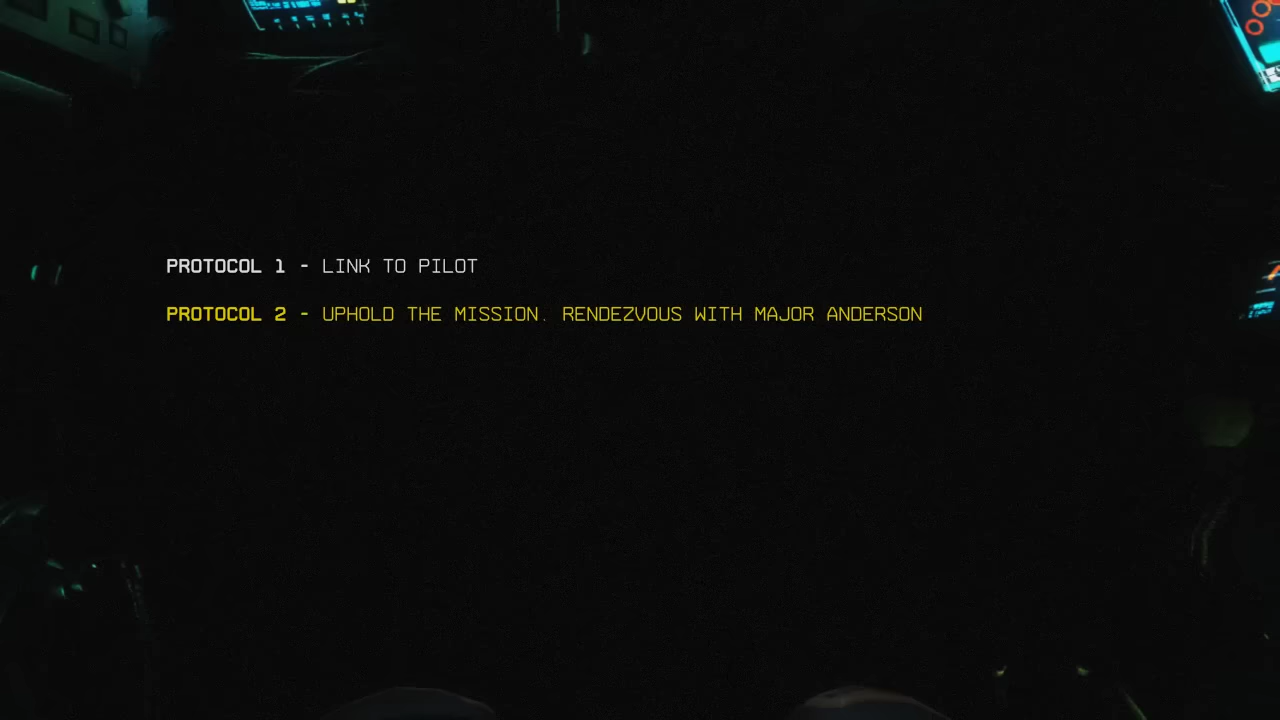 PROTOCOL 1 - LINK TO PILOT
PROTOCOL 2 - UPHOLD THE MISSION. RENDEZVOUS WITH MAJOR ANDERSON